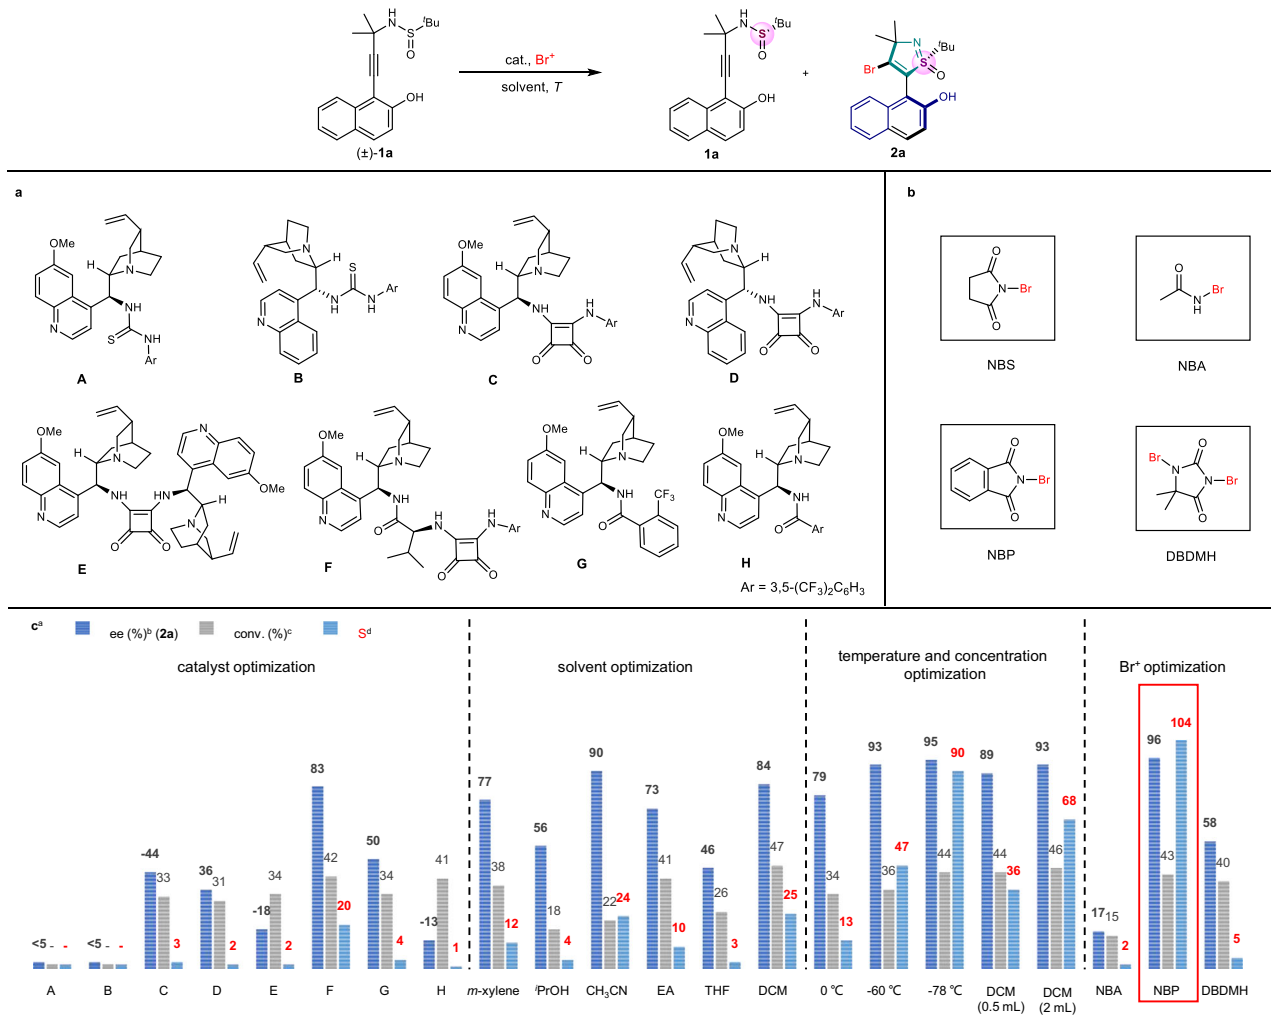 H
N
S
tBu
O
OH
(±)-1a
cat., Br+
solvent, T
H
N
S
tBu
O
OH
1a
+
N
tBu
S
O
Br
OH
2a
a
OMe
H
N
N
NH
S
NH
Ar
A
N
H
S
N
N
H
N
H
Ar
B
OMe
H
N
N
NH
H
N
Ar
O
O
C
N
H
N
NH
H
N
Ar
O
O
D
OMe
H
N
N
NH
NH
O
O
N
OMe
H
N
E
OMe
H
N
N
NH
O
H
N
H
N
Ar
O
O
F
OMe
H
N
N
NH
O
CF3
G
OMe
H
N
N
NH
O
Ar
H
Ar = 3,5-(CF3)2C6H3
b
O
N
Br
O
NBS
O
N
H
Br
NBA
O
N
Br
O
NBP
Br
N
O
N
Br
O
DBDMH
ca
ee (%)b (2a)
conv. (%)c
Sd
catalyst optimization
solvent optimization
temperature and concentration
optimization
Br+ optimization
<5 - -
<5 - -
-44 33 3
36 31 2
-18 34 2
83 42 20
50 34 4
-13 41 1
77 38 12
56 18 4
90 22 24
73 41 10
46 26 3
84 47 25
79 34 13
93 36 47
95 44 90
89 44 36
93 46 68
17 15 2
96 43 104
58 40 5
A B C D E F G H m-xylene iPrOH CH3CN EA THF DCM 0 ℃ -60 ℃ -78 ℃ DCM DCM NBA NBP DBDMH
(0.5 mL) (2 mL)